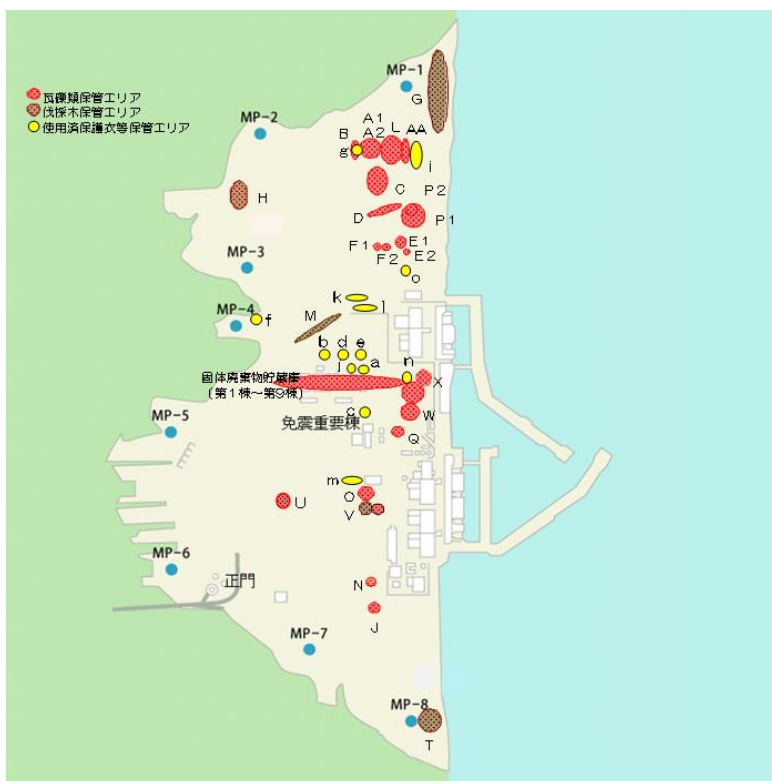 瓦礫類保管エリア
伐採木保管エリア
使用済保護衣等保管エリア
MP-1
G
MP-2
A1
B A2 L AA
g
i
H
C P2
D
P1
F1 E1
F2 E2
o
MP-3
k
l
MP-4
f
M
b d e
j a n
固体廃棄物貯蔵庫
(第1棟~第9棟)
X
c
W
免震重要棟
Q
MP-5
m
O
U
V
MP-6
正門
N
J
MP-7
MP-8
T